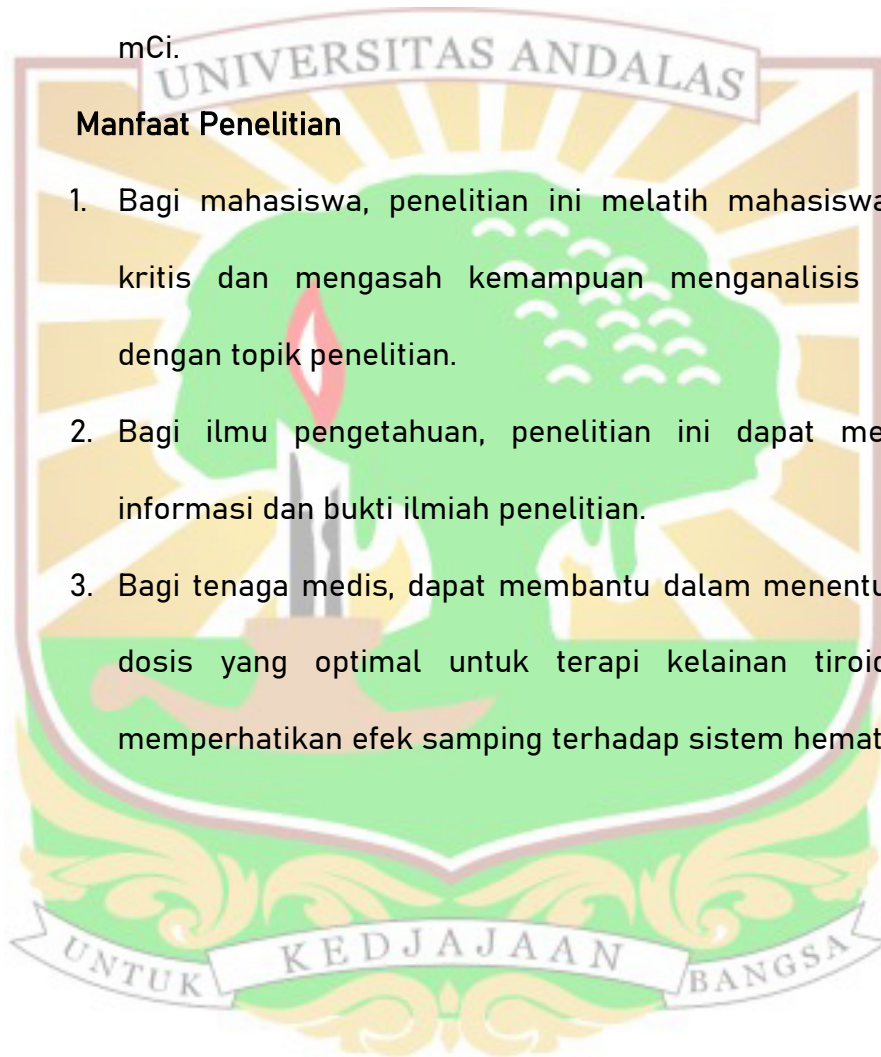 mCi.
UNIVERSITAS ANDALAS
Manfaat Penelitian
1. Bagi mahasiswa, penelitian ini melatih mahasiswa
kritis dan mengasah kemampuan menganalisis
dengan topik penelitian.
2. Bagi ilmu pengetahuan, penelitian ini dapat me
informasi dan bukti ilmiah penelitian.
3. Bagi tenaga medis, dapat membantu dalam menentu
dosis yang optimal untuk terapi kelainan tiroid
memperhatikan efek samping terhadap sistem hemat
UNTUK KEDJAJAAN BANGSA